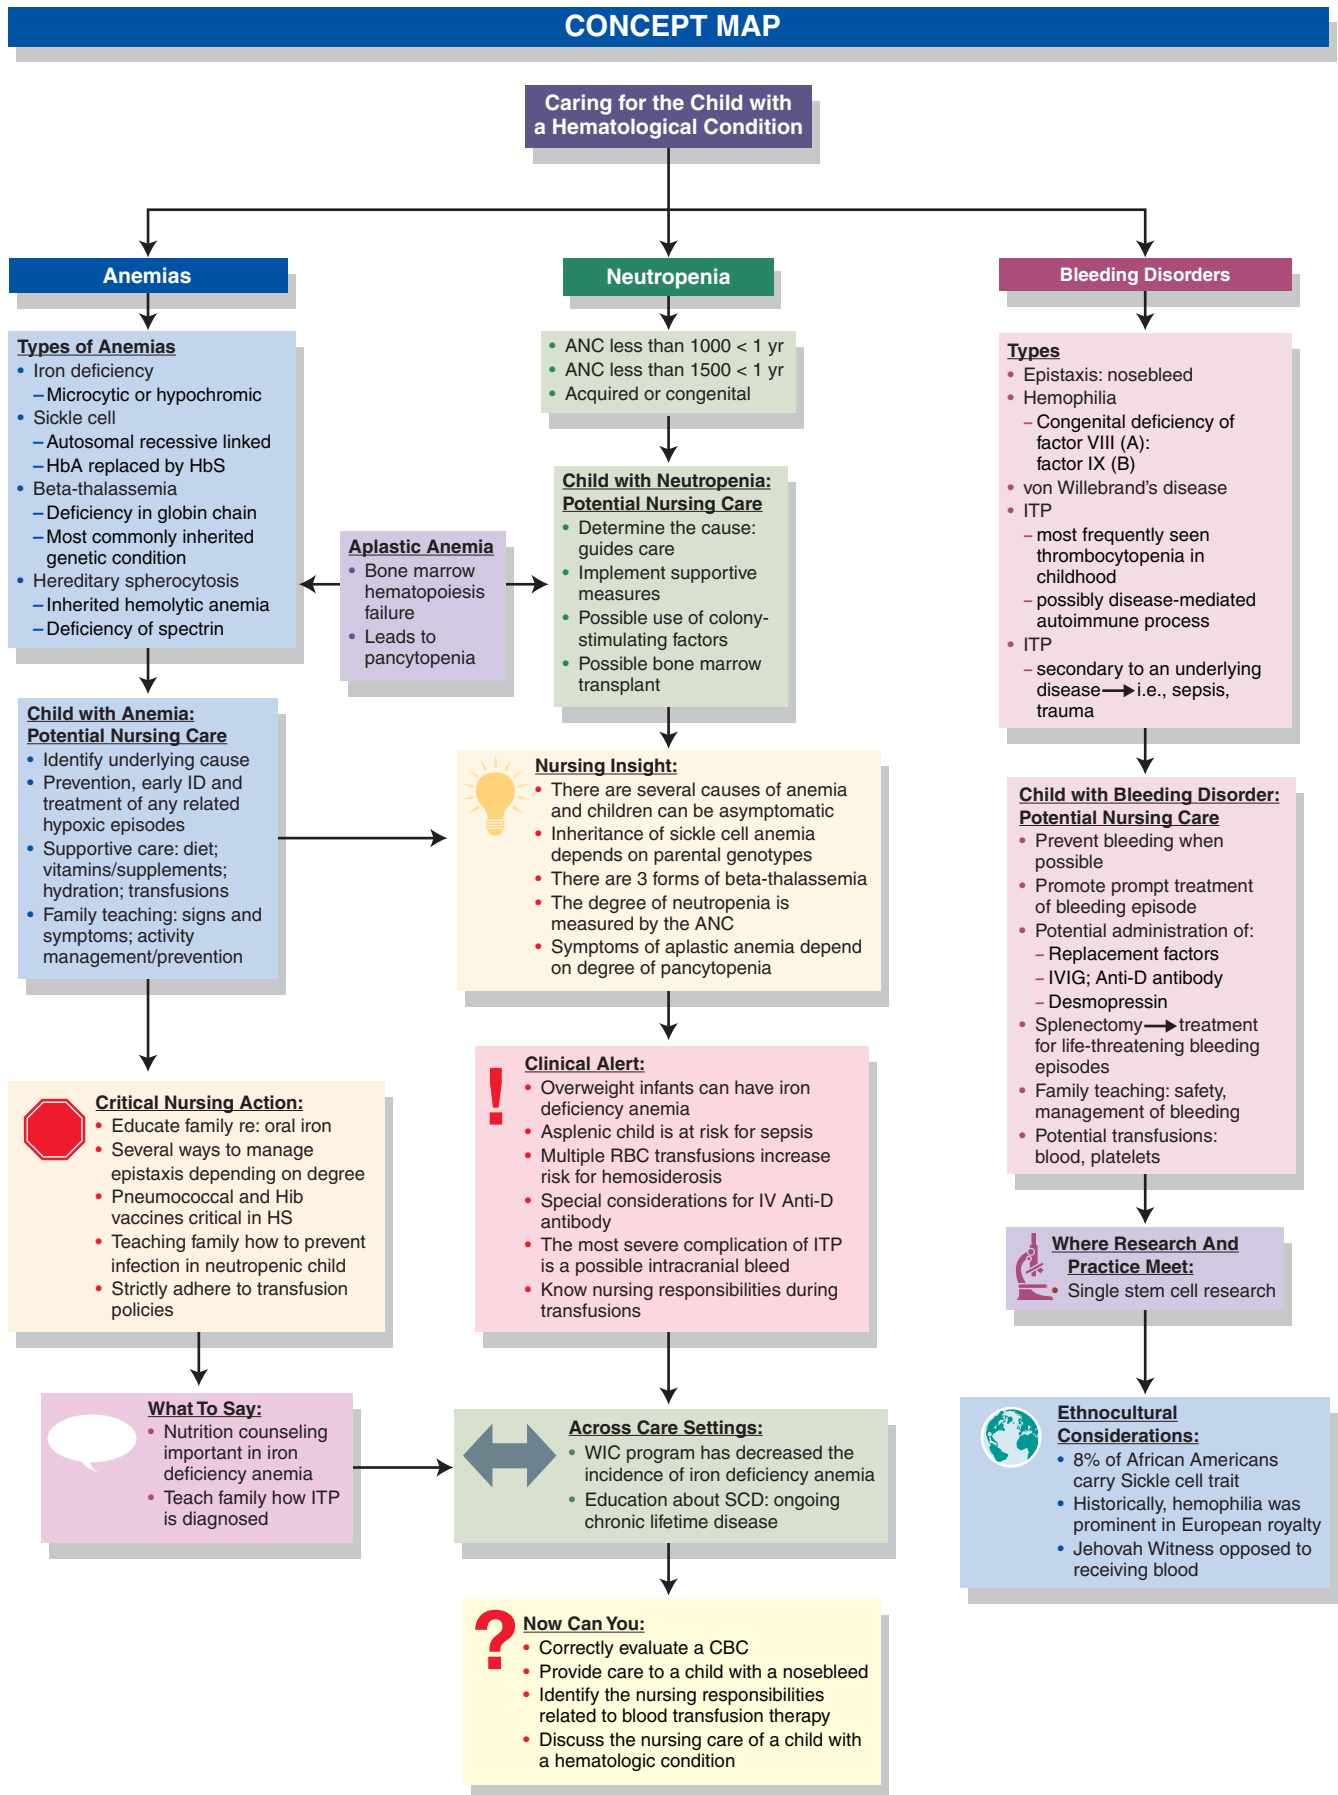 CONCEPT MAP
Caring for the Child with
a Hematological Condition
Anemias
Types of Anemias
• Iron deficiency
– Microcytic or hypochromic
• Sickle cell
– Autosomal recessive linked
– HbA replaced by HbS
• Beta-thalassemia
– Deficiency in globin chain
– Most commonly inherited
genetic condition
• Hereditary spherocytosis
– Inherited hemolytic anemia
– Deficiency of spectrin
Child with Anemia:
Potential Nursing Care
• Identify underlying cause
• Prevention, early ID and
treatment of any related
hypoxic episodes
• Supportive care: diet;
vitamins/supplements;
hydration; transfusions
• Family teaching: signs and
symptoms; activity
management/prevention
Critical Nursing Action:
• Educate family re: oral iron
• Several ways to manage
epistaxis depending on degree
• Pneumococcal and Hib
vaccines critical in HS
• Teaching family how to prevent
infection in neutropenic child
• Strictly adhere to transfusion
policies
What To Say:
• Nutrition counseling
important in iron
deficiency anemia
• Teach family how ITP
is diagnosed
Aplastic Anemia
• Bone marrow
hematopoiesis
failure
• Leads to
pancytopenia
Neutropenia
• ANC less than 1000 < 1 yr
• ANC less than 1500 < 1 yr
• Acquired or congenital
Child with Neutropenia:
Potential Nursing Care
• Determine the cause:
guides care
• Implement supportive
measures
• Possible use of colony-
stimulating factors
• Possible bone marrow
transplant
Nursing Insight:
• There are several causes of anemia
and children can be asymptomatic
• Inheritance of sickle cell anemia
depends on parental genotypes
• There are 3 forms of beta-thalassemia
• The degree of neutropenia is
measured by the ANC
• Symptoms of aplastic anemia depend
on degree of pancytopenia
!
Clinical Alert:
• Overweight infants can have iron
deficiency anemia
• Asplenic child is at risk for sepsis
• Multiple RBC transfusions increase
risk for hemosiderosis
• Special considerations for IV Anti-D
antibody
• The most severe complication of ITP
is a possible intracranial bleed
• Know nursing responsibilities during
transfusions
Across Care Settings:
• WIC program has decreased the
incidence of iron deficiency anemia
• Education about SCD: ongoing
chronic lifetime disease
?
Now Can You:
• Correctly evaluate a CBC
• Provide care to a child with a nosebleed
• Identify the nursing responsibilities
related to blood transfusion therapy
• Discuss the nursing care of a child with
a hematologic condition
Bleeding Disorders
Types
• Epistaxis: nosebleed
• Hemophilia
– Congenital deficiency of
factor VIII (A):
factor IX (B)
• von Willebrand's disease
• ITP
– most frequently seen
thrombocytopenia in
childhood
– possibly disease-mediated
autoimmune process
• ITP
– secondary to an underlying
disease → i.e., sepsis,
trauma
Child with Bleeding Disorder:
Potential Nursing Care
• Prevent bleeding when
possible
• Promote prompt treatment
of bleeding episode
• Potential administration of:
– Replacement factors
– IVIG; Anti-D antibody
– Desmopressin
• Splenectomy → treatment
for life-threatening bleeding
episodes
• Family teaching: safety,
management of bleeding
• Potential transfusions:
blood, platelets
Where Research And
Practice Meet:
• Single stem cell research
Ethnocultural
Considerations:
• 8% of African Americans
carry Sickle cell trait
• Historically, hemophilia was
prominent in European royalty
• Jehovah Witness opposed to
receiving blood